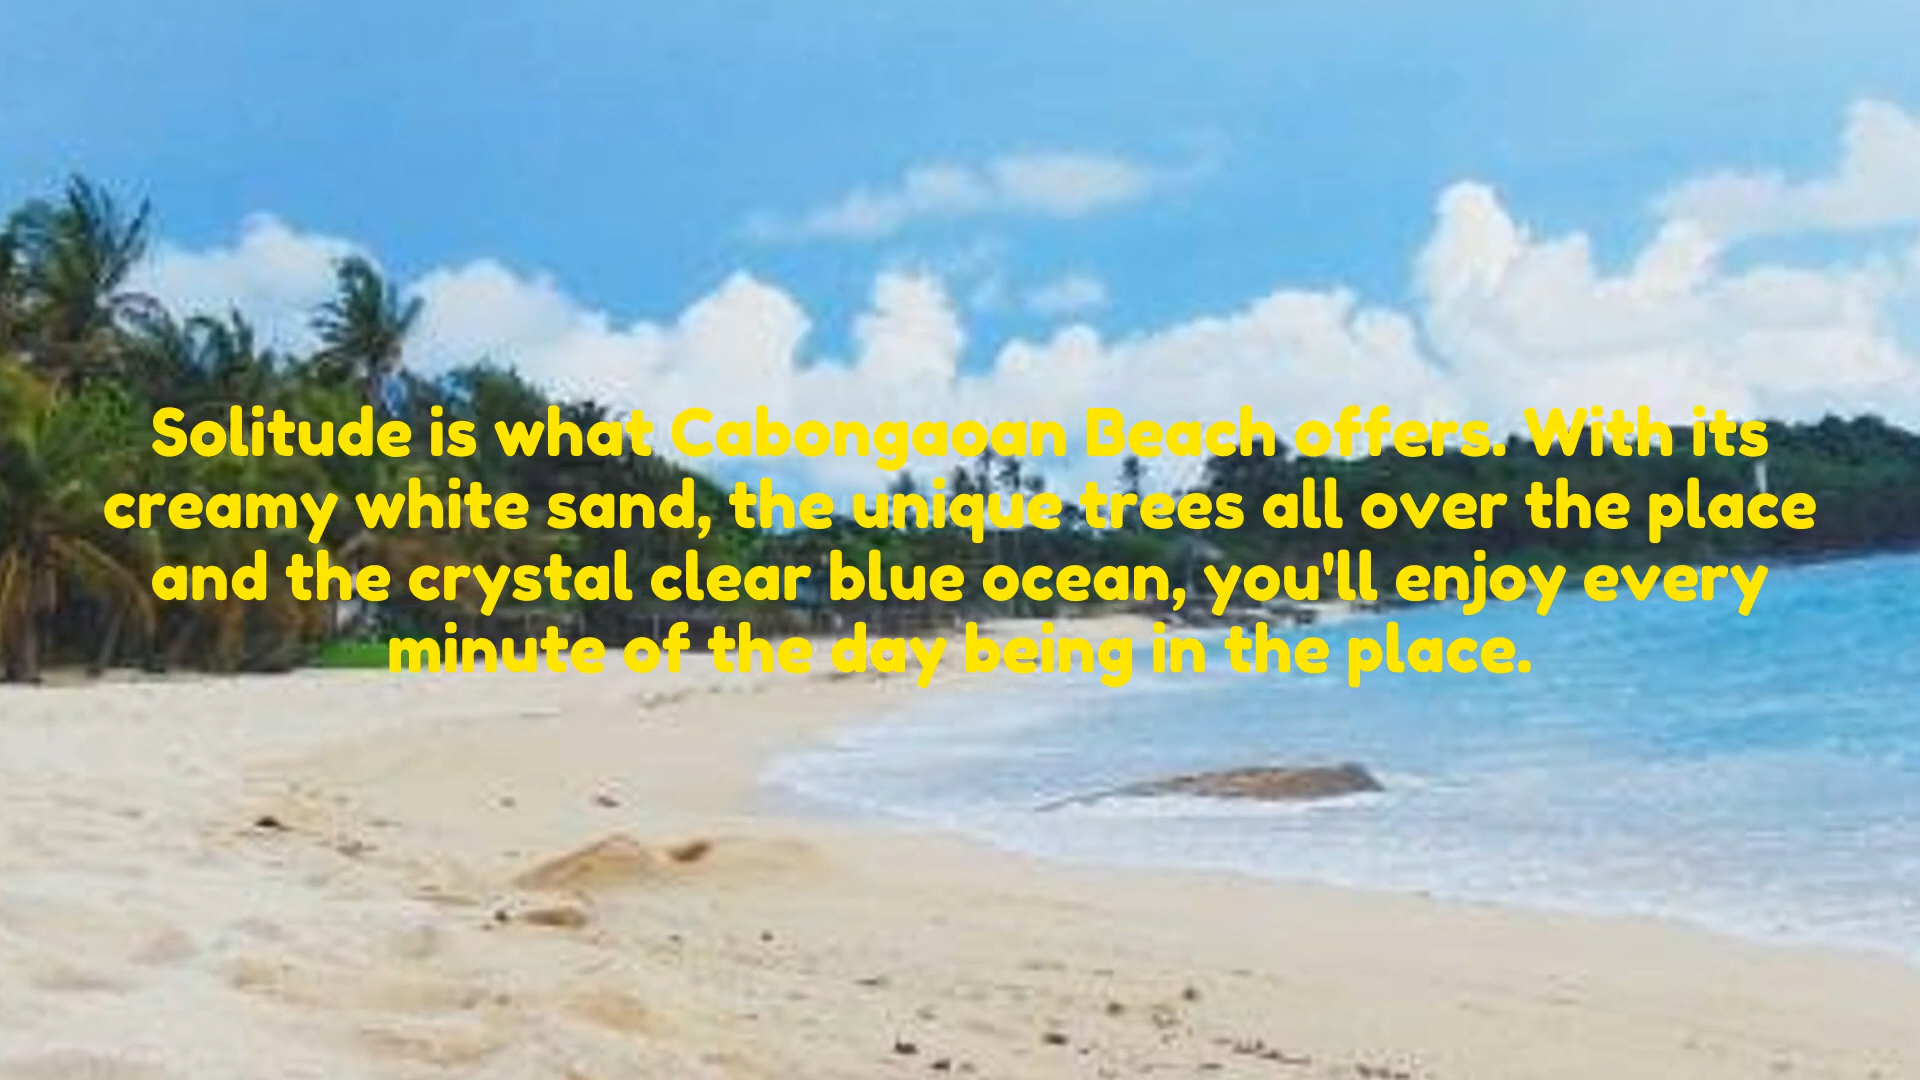 Solitude is what Cabongaoan Beach offers. With its
creamy white sand, the unique trees all over the place
and the crystal clear blue ocean, you'll enjoy every
minute of the day being in the place.